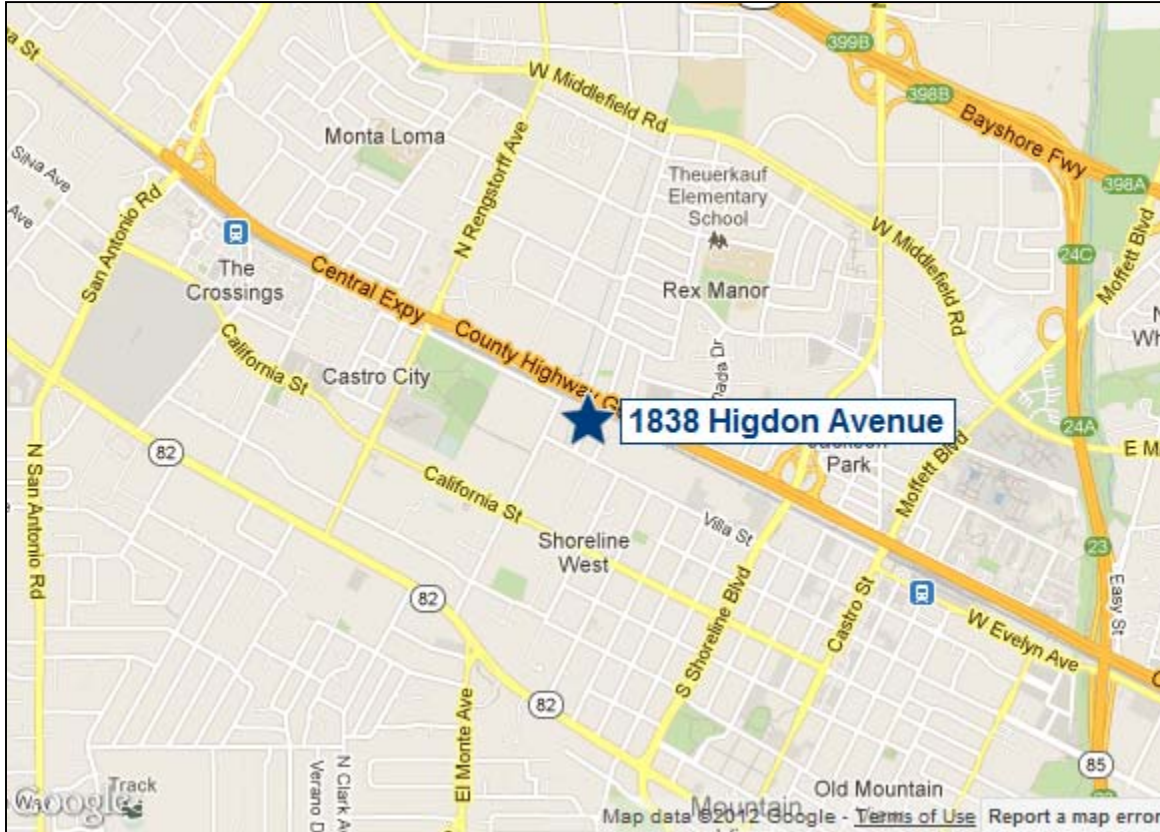 399B
398B
Bayshore Fwy
398A
W Middlefield Rd
Monta Loma
Silva Ave
Ave
San Antonio Rd
N Rengstorff Ave
Theuerkauf
Elementary
School
W Middlefield Rd
24C
Moffett Blvd
The
Crossings
Central Expy
County Highway
Rex Manor
California St
Castro City
1838 Higdon Avenue
Park
Moffett Blvd
24A
E M
82
N San Antonio Rd
California St
Villa St
Shoreline
West
23
Easy St
82
S Shoreline Blvd
Castro St
W Evelyn Ave
El Monte Ave
82
85
Track
N Clark A
Verano D
Old Mountain
Mountain
Google
Map data ©2012 Google - Terms of Use
Report a map error